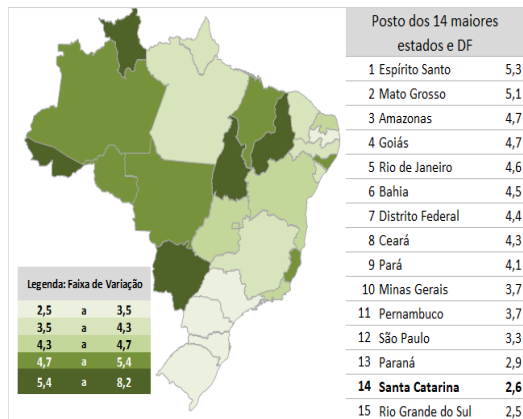 Posto dos 14 maiores
estados e DF
1 Espírito Santo 5,3
2 Mato Grosso 5,1
3 Amazonas 4,7
4 Goiás 4,7
5 Rio de Janeiro 4,6
6 Bahia 4,5
7 Distrito Federal 4,4
8 Ceará 4,3
9 Pará 4,1
10 Minas Gerais 3,7
11 Pernambuco 3,7
12 São Paulo 3,3
13 Paraná 2,9
14 Santa Catarina 2,6
15 Rio Grande do Sul 2,5
Legenda: Faixa de Variação
2,5 a 3,5
3,5 a 4,3
4,3 a 4,7
4,7 a 5,4
5,4 a 8,2